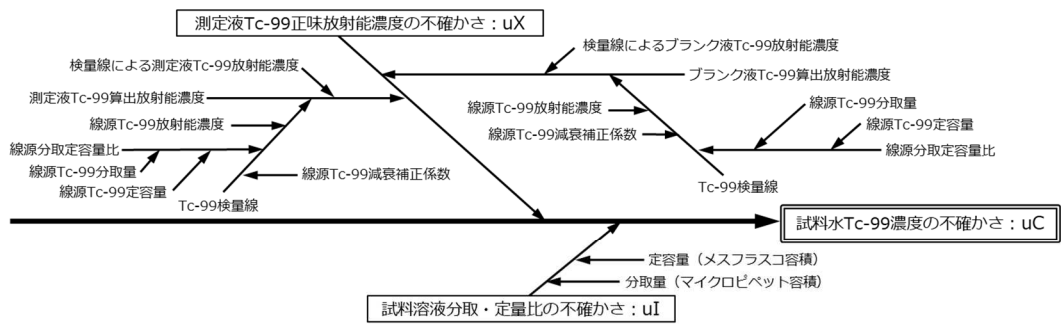 測定液Tc-99正味放射能濃度の不確かさ：uX
検量線によるブランク液Tc-99放射能濃度
検量線による測定液Tc-99放射能濃度
ブランク液Tc-99算出放射能濃度
測定液Tc-99算出放射能濃度
線源Tc-99放射能濃度
線源Tc-99分取量
線源Tc-99放射能濃度
線源Tc-99定容量
線源Tc-99減衰補正係数
線源分取定容量比
線源分取定容量比
線源Tc-99分取量
線源Tc-99減衰補正係数
線源Tc-99定容量
Tc-99検量線
Tc-99検量線
試料水Tc-99濃度の不確かさ：uC
定容量（メスフラスコ容積）
分取量（マイクロピペット容積）
試料溶液分取・定量比の不確かさ：uI